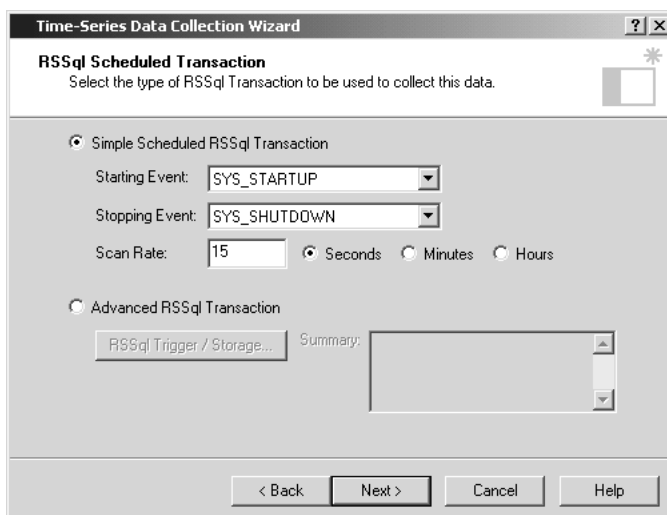 Time-Series Data Collection Wizard
RSSql Scheduled Transaction
Select the type of RSSql Transaction to be used to collect this data.
Simple Scheduled RSSql Transaction
Starting Event: SYS_STARTUP
Stopping Event: SYS_SHUTDOWN
Scan Rate: 15 Seconds Minutes Hours
Advanced RSSql Transaction
RSSql Trigger / Storage... Summary:
< Back Next > Cancel Help